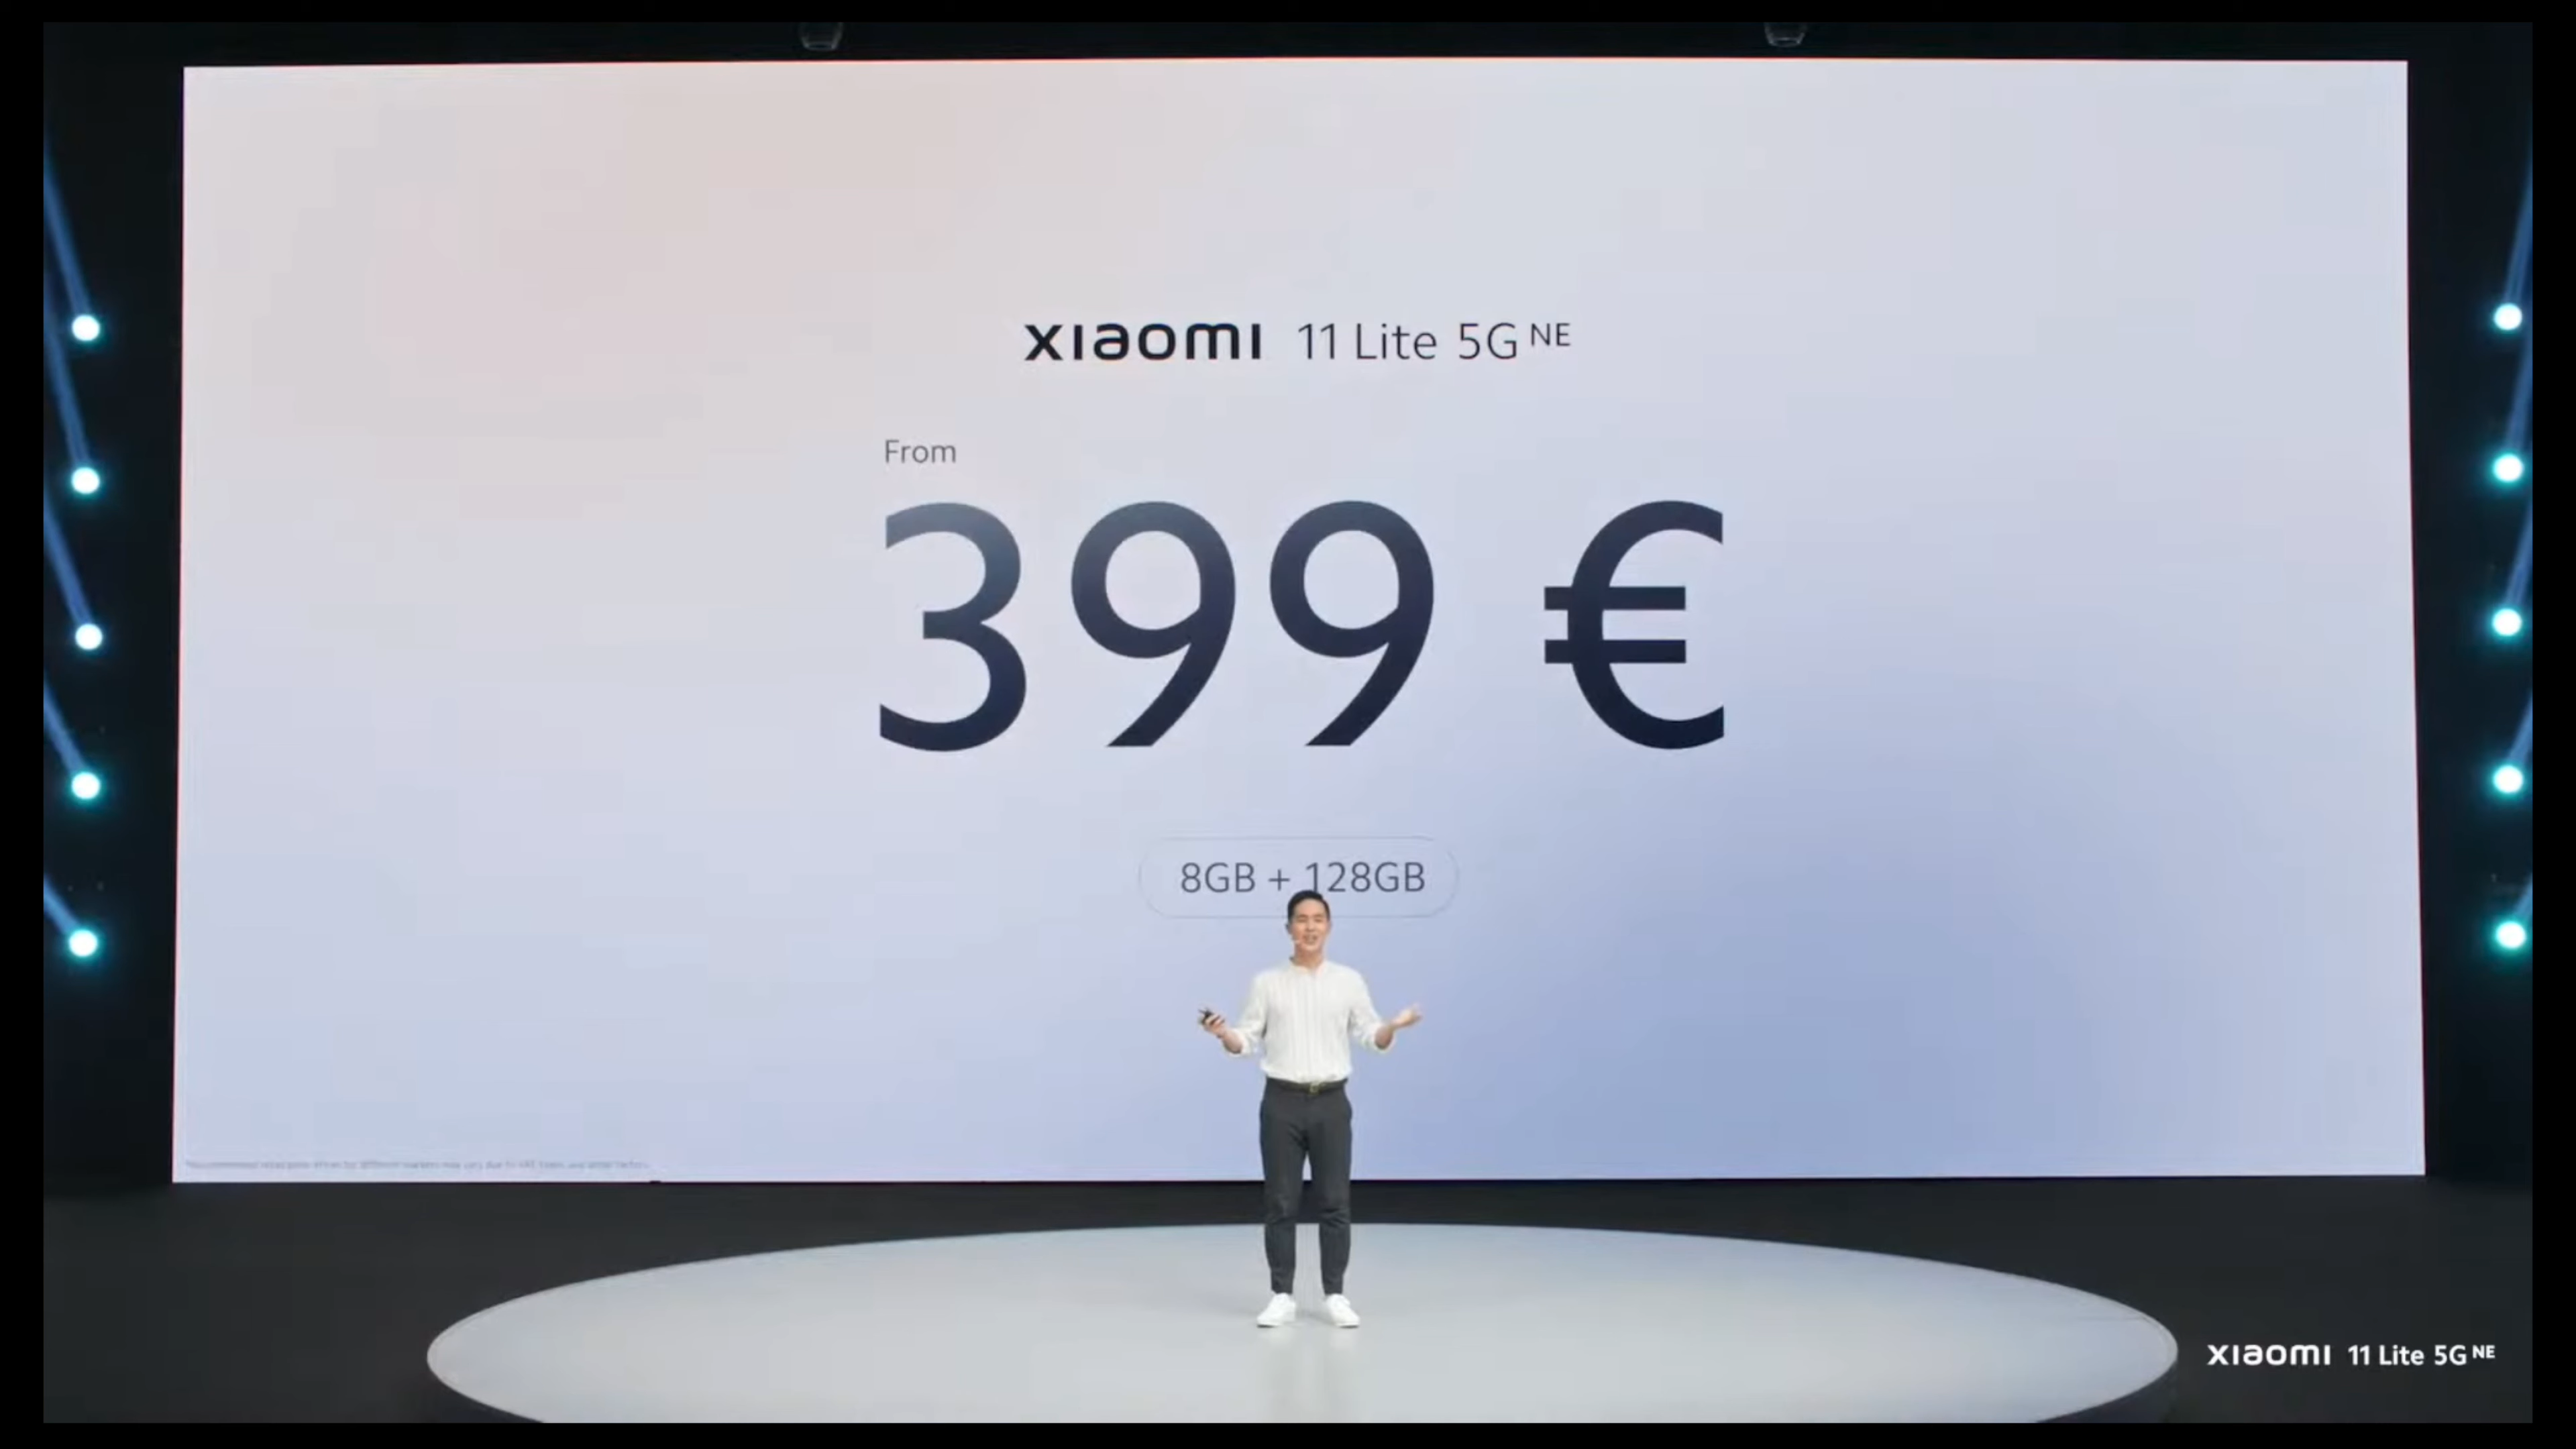 xiaomi 11 Lite 5G NE
From
399 €
8GB + 128GB
xiaomi 11 Lite 5G NE